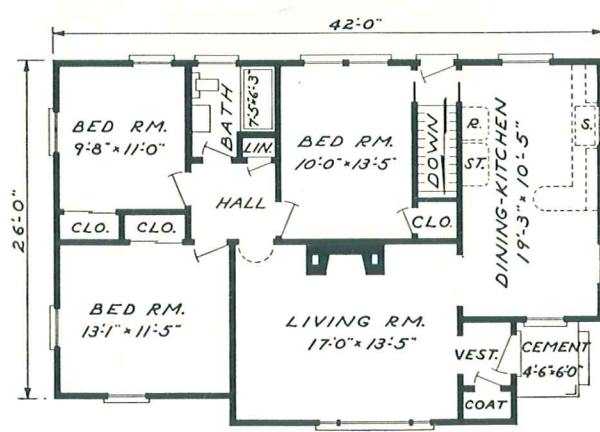 42'-0"
26'-0"
BED RM.
9'-8" x 11'-0"
BATH
7'-5"-6'-3"
LIN.
BED RM.
10'-0" x 13'-5"
DOWN
R.
ST.
S.
DINING-KITCHEN
19'-3" x 10'-5"
HALL
CLO.
CLO.
CLO.
BED RM.
13'-1" x 11'-5"
LIVING RM.
17'-0" x 13'-5"
VEST.
CEMENT
4'-6" x 6'-0"
COAT